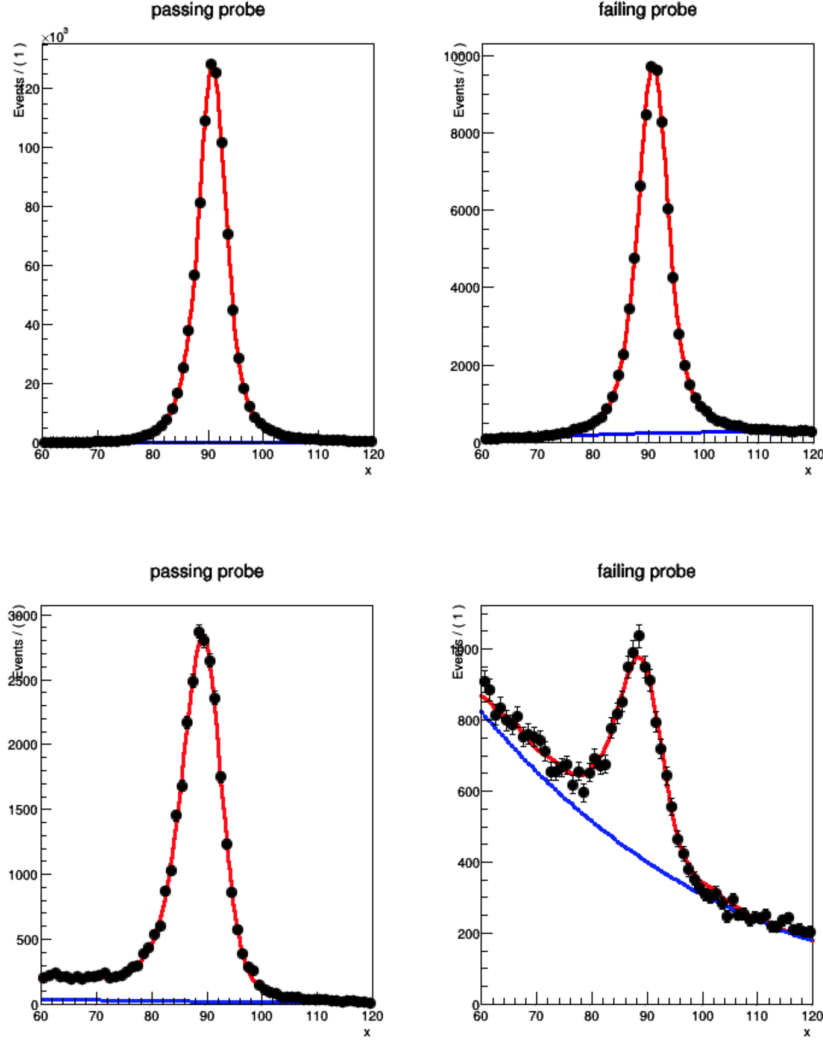 passing probe
×10³
Events / ( 1 )
120
100
80
60
40
20
0
60 70 80 90 100 110 120
x
failing probe
Events / ( 1 )
10000
8000
6000
4000
2000
0
60 70 80 90 100 110 120
x
passing probe
Events / ( 1 )
3000
2500
2000
1500
1000
500
0
60 70 80 90 100 110 120
x
failing probe
Events / ( 1 )
1000
800
600
400
200
0
60 70 80 90 100 110 120
x